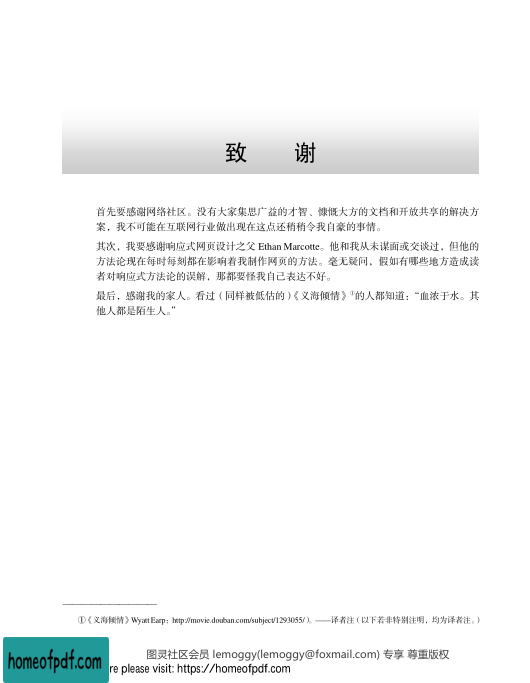 致 谢
首先要感谢网络社区。没有大家集思广益的才智、慷慨大方的文档和开放共享的解决方
案，我不可能在互联网行业做出现在这点还稍稍令我自豪的事情。
其次，我要感谢响应式网页设计之父 Ethan Marcotte。他和我从未谋面或交谈过，但他的
方法论现在每时每刻都在影响着我制作网页的方法。毫无疑问，假如有哪些地方造成读
者对响应式方法论的误解，那都要怪我自己表达不好。
最后，感谢我的家人。看过（同样被低估的）《义海倾情》①的人都知道：“血浓于水。其
他人都是陌生人。”
①《义海倾情》Wyatt Earp：http://movie.douban.com/subject/1293055/）。——译者注（以下若非特别注明，均为译者注。）
图灵社区会员 lemoggy(lemoggy@foxmail.com) 专享 尊重版权
homeofpdf.com
re please visit: https://homeofpdf.com